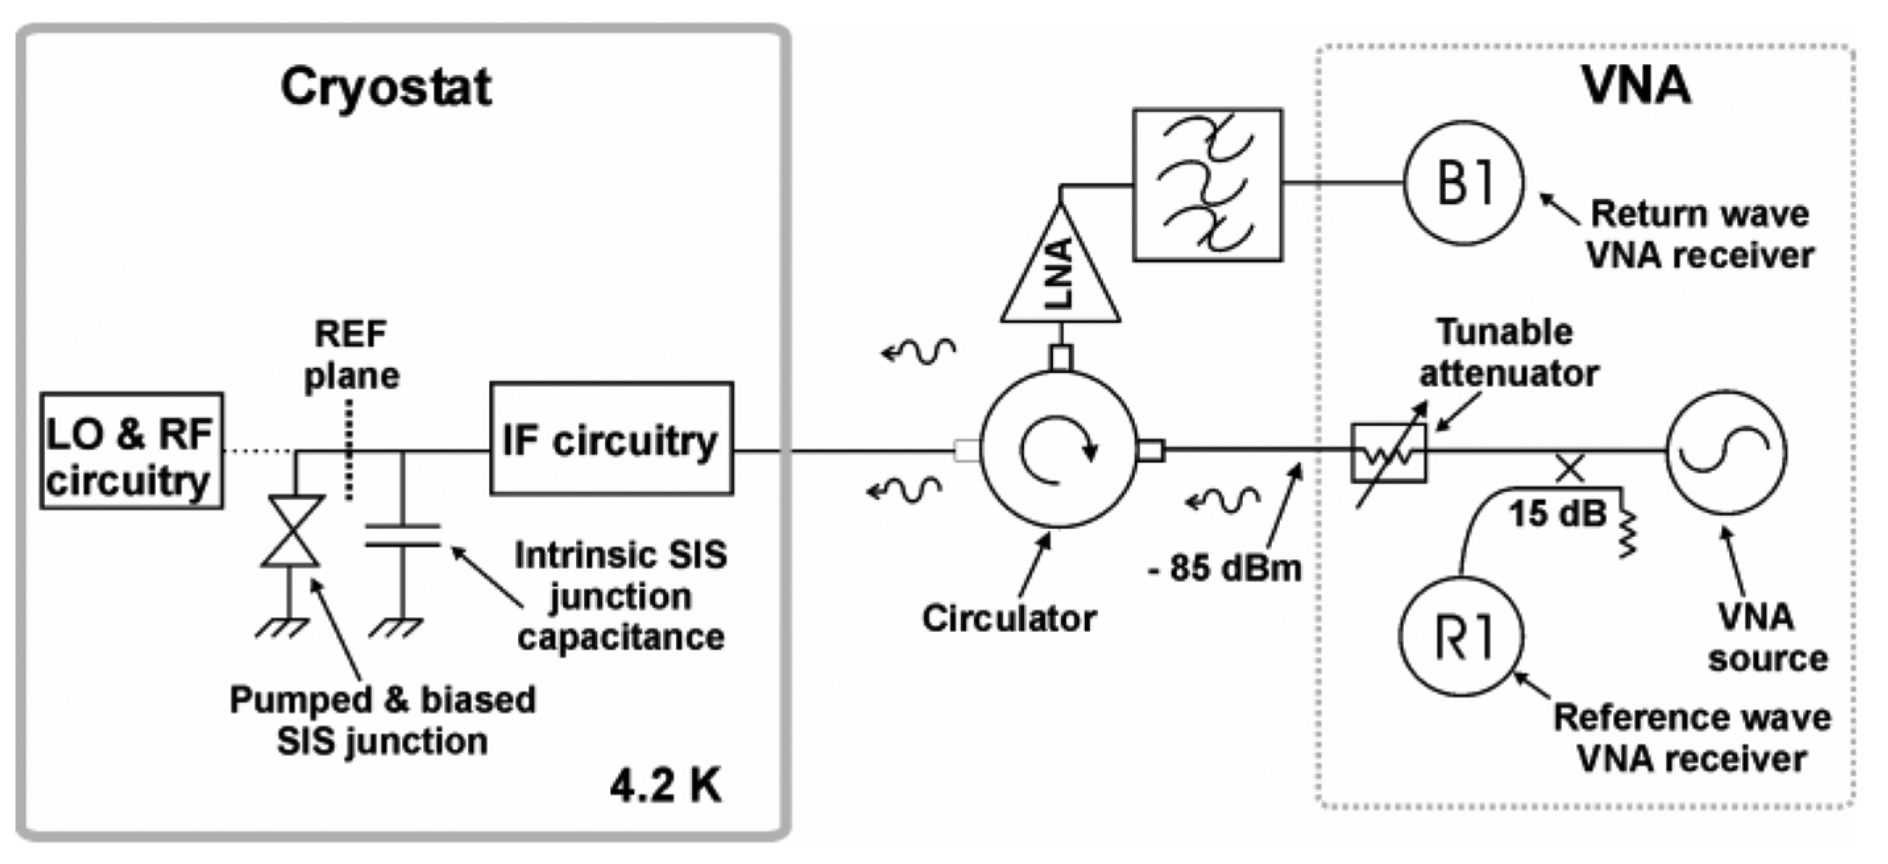 Cryostat
VNA
B1
Return wave
VNA receiver
LNA
REF
plane
Tunable
attenuator
LO & RF
circuitry
IF circuitry
15 dB
- 85 dBm
Intrinsic SIS
junction
capacitance
Circulator
R1
VNA
source
Pumped & biased
SIS junction
Reference wave
VNA receiver
4.2 K